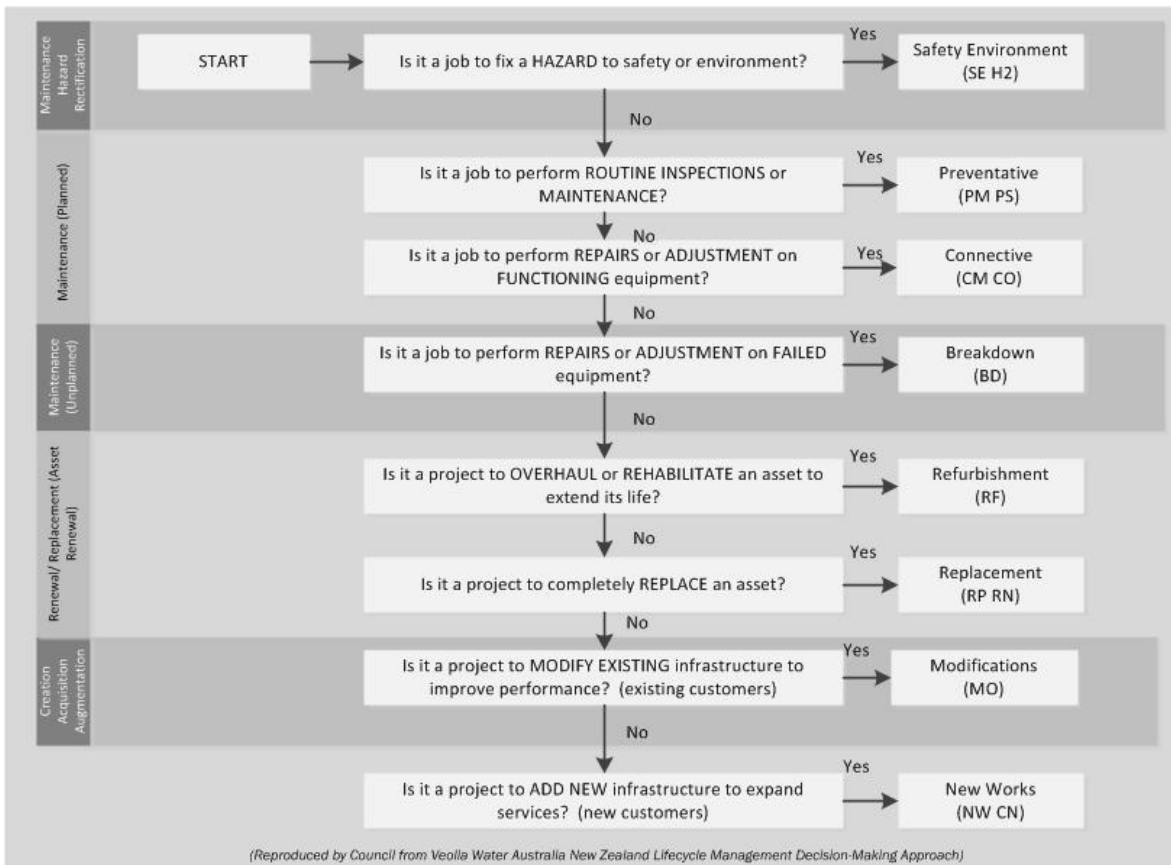 Maintenance
Hazard
Rectification
START
Is it a job to fix a HAZARD to safety or environment?
Yes
Safety Environment
(SE H2)
No
Maintenance (Planned)
Is it a job to perform ROUTINE INSPECTIONS or
MAINTENANCE?
Yes
Preventative
(PM PS)
No
Is it a job to perform REPAIRS or ADJUSTMENT on
FUNCTIONING equipment?
Yes
Connective
(CM CO)
No
Maintenance
(Unplanned)
Is it a job to perform REPAIRS or ADJUSTMENT on FAILED
equipment?
Yes
Breakdown
(BD)
No
Renewal/ Replacement (Asset
Renewal)
Is it a project to OVERHAUL or REHABILITATE an asset to
extend its life?
Yes
Refurbishment
(RF)
No
Is it a project to completely REPLACE an asset?
Yes
Replacement
(RP RN)
No
Creation
Acquisition
Augmentation
Is it a project to MODIFY EXISTING infrastructure to
improve performance? (existing customers)
Yes
Modifications
(MO)
No
Is it a project to ADD NEW infrastructure to expand
services? (new customers)
Yes
New Works
(NW CN)
(Reproduced by Council from Veolla Water Australia New Zealand Lifecycle Management Decision-Making Approach)